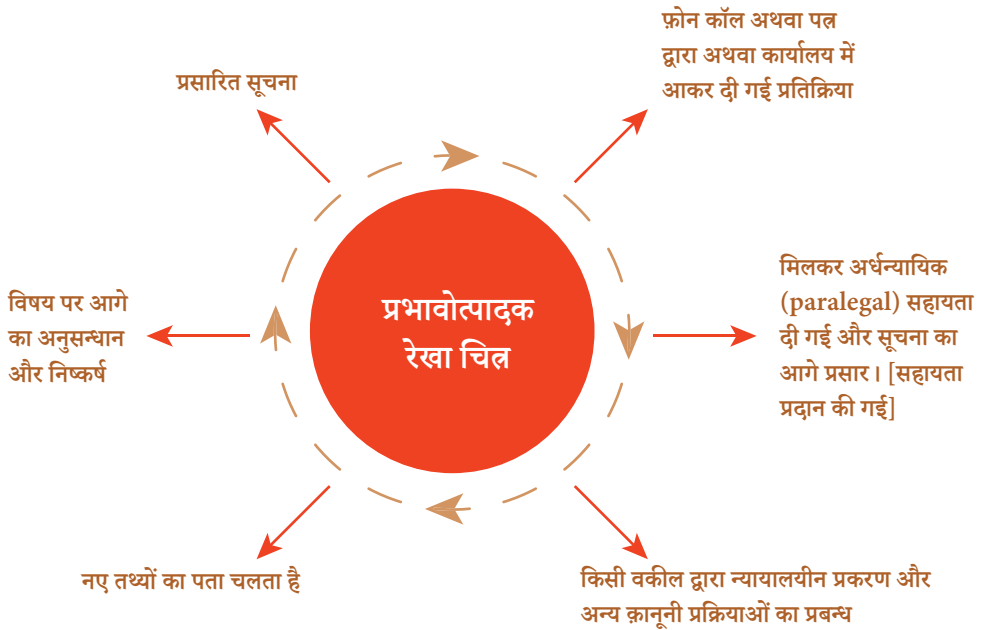 प्रसारित सूचना
फ़ोन कॉल अथवा पत्र
द्वारा अथवा कार्यालय में
आकर दी गई प्रतिक्रिया
मिलकर अर्धन्यायिक
(paralegal) सहायता
दी गई और सूचना का
आगे प्रसार। [सहायता
प्रदान की गई]
किसी वकील द्वारा न्यायालयीन प्रकरण और
अन्य क़ानूनी प्रक्रियाओं का प्रबन्ध
नए तथ्यों का पता चलता है
विषय पर आगे
का अनुसन्धान
और निष्कर्ष
प्रभावोत्पादक
रेखा चित्र